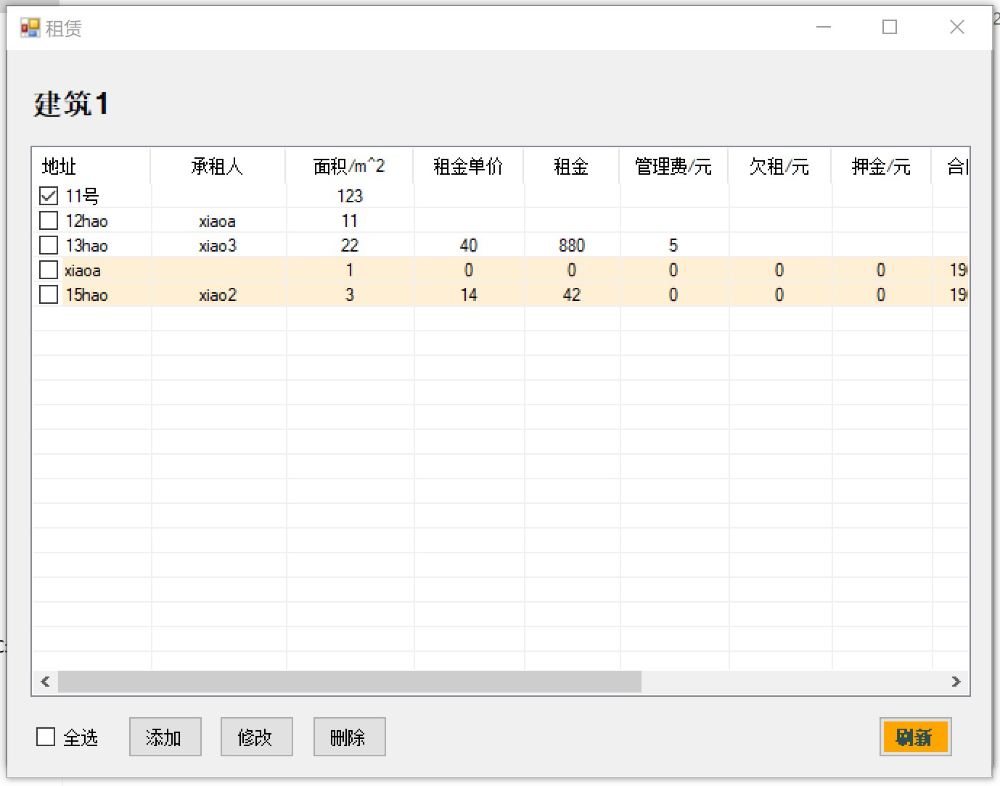 租赁
建筑1
地址 承租人 面积/m^2 租金单价 租金 管理费/元 欠租/元 押金/元 合
11号 123
12hao xiaoa 11
13hao xiao3 22 40 880 5
xiaoa 1 0 0 0 0 0 19
15hao xiao2 3 14 42 0 0 0 19
全选 添加 修改 删除 刷新